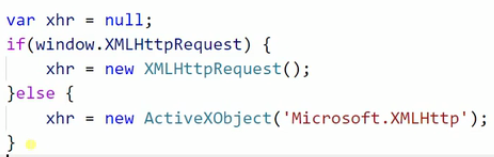 var xhr = null;
if(window.XMLHttpRequest) {
    xhr = new XMLHttpRequest();
}else {
    xhr = new ActiveXObject('Microsoft.XMLHttp');
}